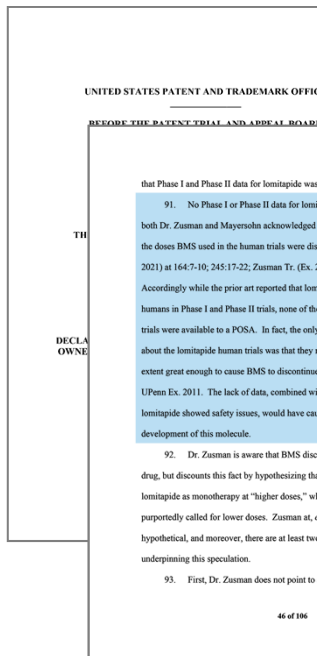 UNITED STATES PATENT AND TRADEMARK OFFIC
BEFORE THE PATENT TRIAL AND APPEAL BOAR
TH
DECLA
OWNE
that Phase I and Phase II data for lomitapide was
91. No Phase I or Phase II data for lomi
both Dr. Zusman and Mayersohn acknowledged
the doses BMS used in the human trials were dis
2021) at 164:7-10; 245:17-22; Zusman Tr. (Ex. 2
Accordingly while the prior art reported that lom
humans in Phase I and Phase II trials, none of the
trials were available to a POSA. In fact, the only
about the lomitapide human trials was that they
extent great enough to cause BMS to discontinue
UPenn Ex. 2011. The lack of data, combined wi
lomitapide showed safety issues, would have cau
development of this molecule.
92. Dr. Zusman is aware that BMS disc
drug, but discounts this fact by hypothesizing tha
lomitapide as monotherapy at “higher doses,” wh
purportedly called for lower doses. Zusman at,
hypothetical, and moreover, there are at least two
underpinning this speculation.
93. First, Dr. Zusman does not point to
46 of 106